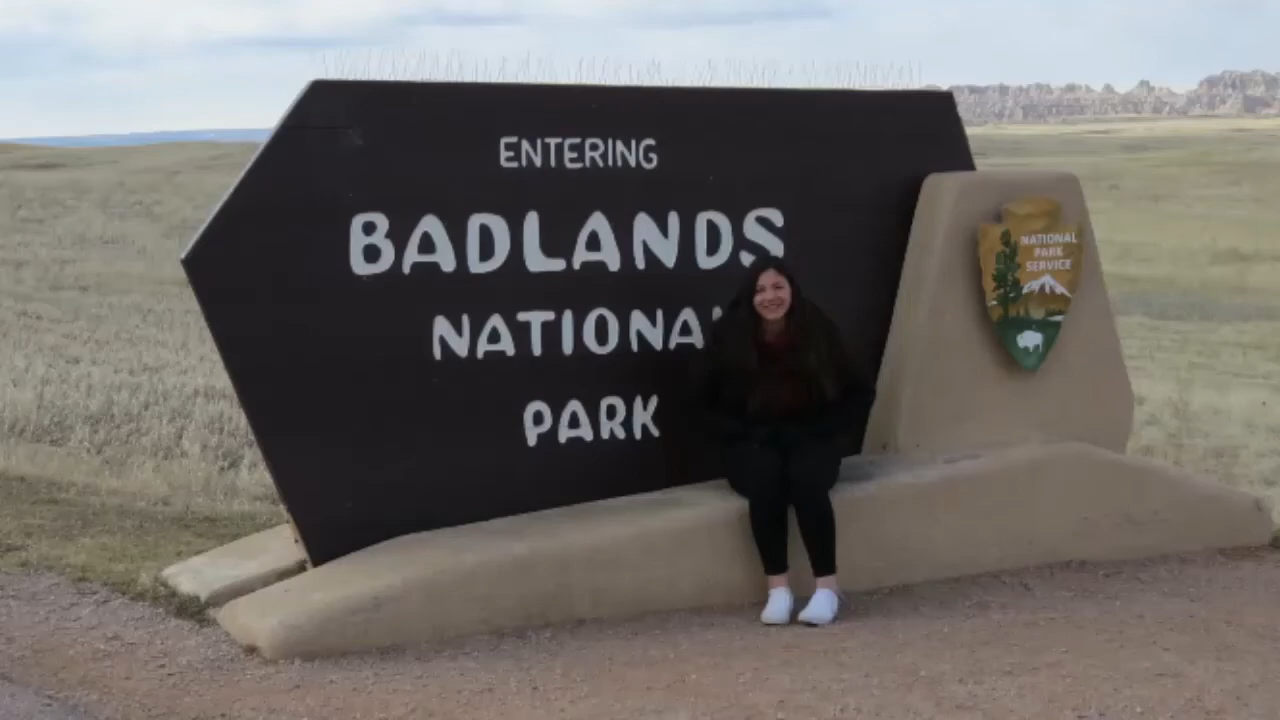 ENTERING
BADLANDS
NATIONA
PARK
NATIONAL
PARK
SERVICE